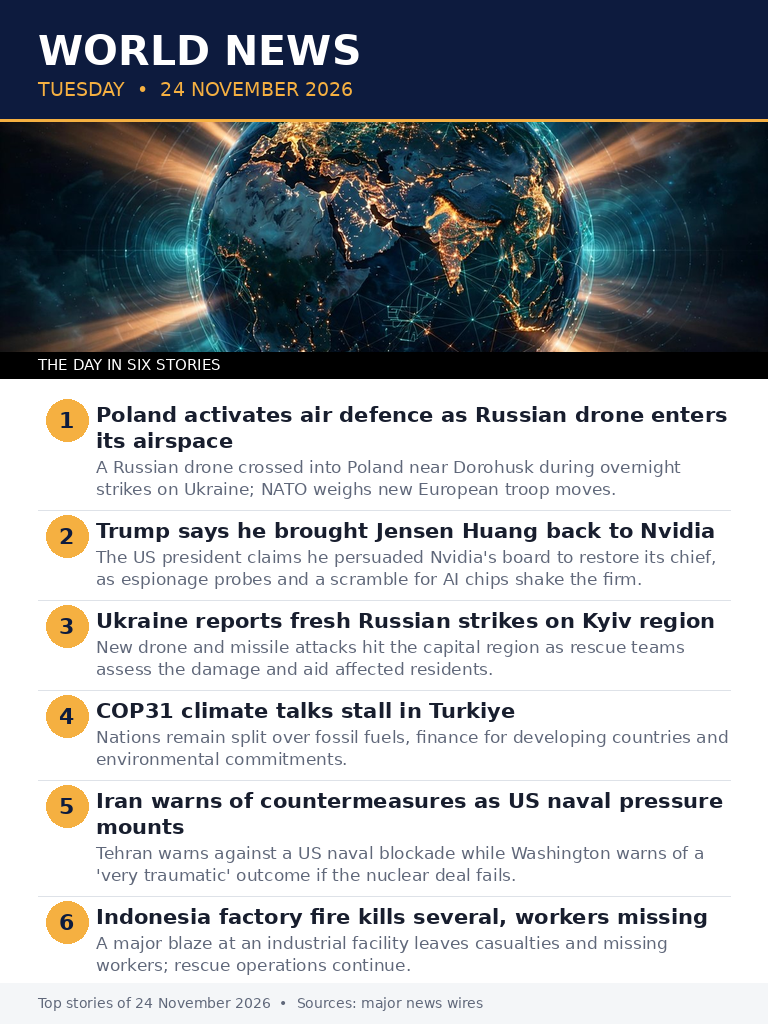 WORLD NEWS
TUESDAY • 24 NOVEMBER 2026
THE DAY IN SIX STORIES
1
Poland activates air defence as Russian drone enters
its airspace
A Russian drone crossed into Poland near Dorohusk during overnight
strikes on Ukraine; NATO weighs new European troop moves.
2
Trump says he brought Jensen Huang back to Nvidia
The US president claims he persuaded Nvidia's board to restore its chief,
as espionage probes and a scramble for AI chips shake the firm.
3
Ukraine reports fresh Russian strikes on Kyiv region
New drone and missile attacks hit the capital region as rescue teams
assess the damage and aid affected residents.
4
COP31 climate talks stall in Turkiye
Nations remain split over fossil fuels, finance for developing countries and
environmental commitments.
5
Iran warns of countermeasures as US naval pressure
mounts
Tehran warns against a US naval blockade while Washington warns of a
'very traumatic' outcome if the nuclear deal fails.
6
Indonesia factory fire kills several, workers missing
A major blaze at an industrial facility leaves casualties and missing
workers; rescue operations continue.
Top stories of 24 November 2026 • Sources: major news wires